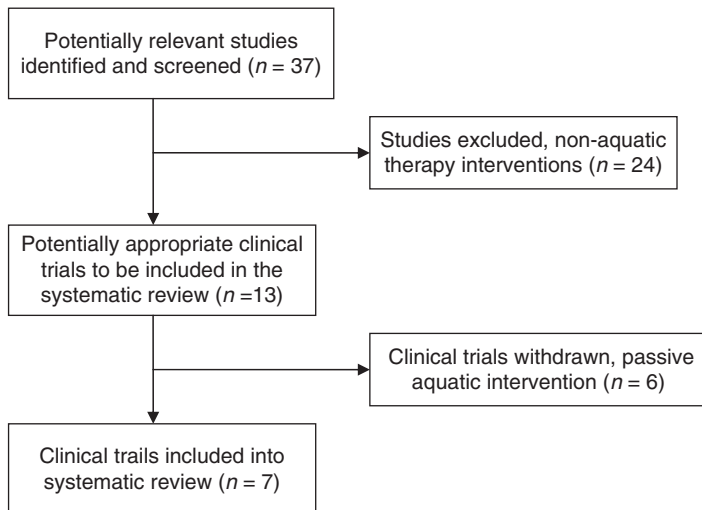 Potentially relevant studies
identified and screened (n = 37)
Studies excluded, non-aquatic
therapy interventions (n = 24)
Potentially appropriate clinical
trials to be included in the
systematic review (n =13)
Clinical trials withdrawn, passive
aquatic intervention (n = 6)
Clinical trails included into
systematic review (n = 7)